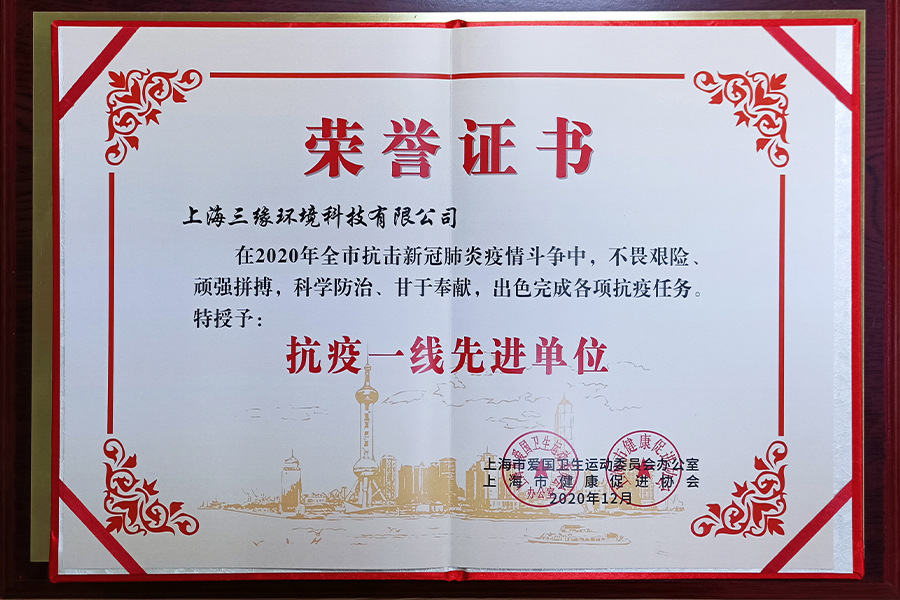 荣誉证书
上海三缘环境科技有限公司
在2020年全市抗击新冠肺炎疫情斗争中，不畏艰险、
顽强拼搏，科学防治、甘于奉献，出色完成各项抗疫任务。
特授予：
抗疫一线先进单位
上海市爱国卫生运动委员会办公室
上海市健康促进协会
2020年12月